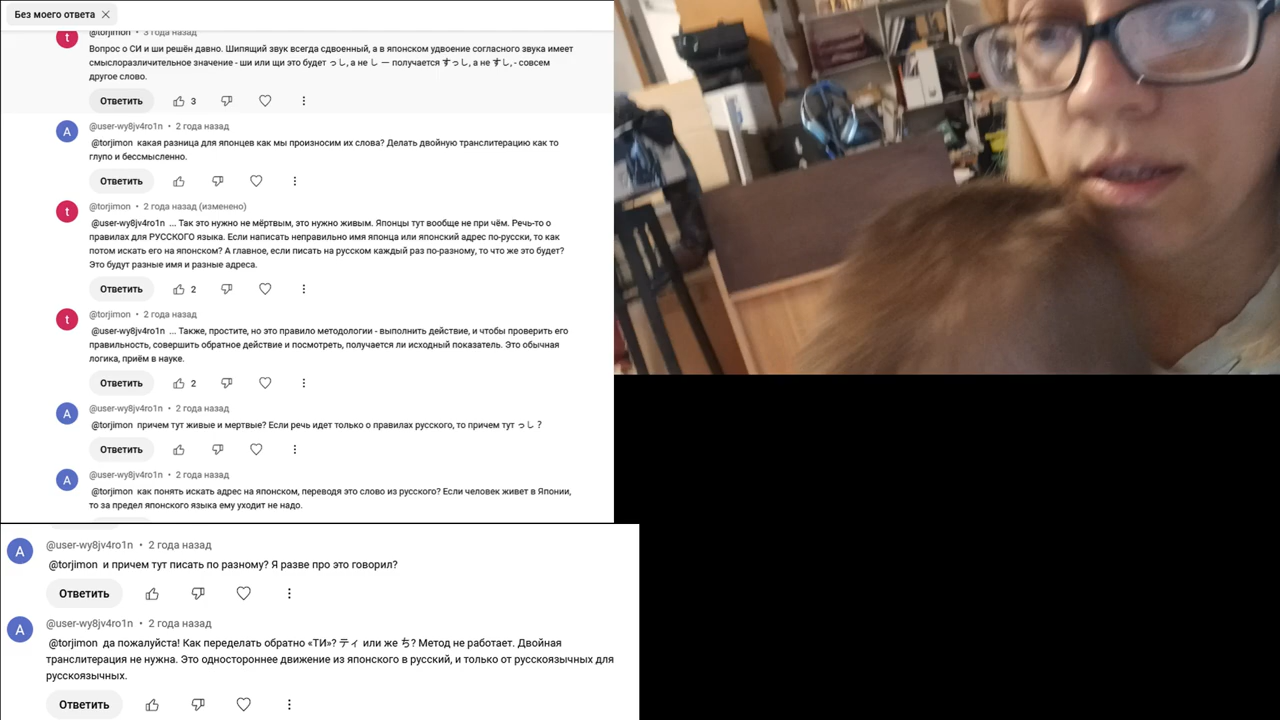 Без моего ответа
t
@torjimon • 3 года назад
Вопрос о СИ и ши решён давно. Шипящий звук всегда сдвоенный, а в японском удвоение согласного звука имеет
смыслоразличительное значение - ши или щи это будет っし, а не し — получается すっし, а не すし, - совсем
другое слово.
Ответить
3
A
@user-wy8jv4ro1n • 2 года назад
@torjimon какая разница для японцев как мы произносим их слова? Делать двойную транслитерацию как то
глупо и бессмысленно.
Ответить
t
@torjimon • 2 года назад (изменено)
@user-wy8jv4ro1n ... Так это нужно не мёртвым, это нужно живым. Японцы тут вообще не при чём. Речь-то о
правилах для РУССКОГО языка. Если написать неправильно имя японца или японский адрес по-русски, то как
потом искать его на японском? А главное, если писать на русском каждый раз по-разному, то что же это будет?
Это будут разные имя и разные адреса.
Ответить
2
t
@torjimon • 2 года назад
@user-wy8jv4ro1n ... Также, простите, но это правило методологии - выполнить действие, и чтобы проверить его
правильность, совершить обратное действие и посмотреть, получается ли исходный показатель. Это обычная
логика, приём в науке.
Ответить
2
A
@user-wy8jv4ro1n • 2 года назад
@torjimon причем тут живые и мертвые? Если речь идет только о правилах русского, то причем тут っし？
Ответить
A
@user-wy8jv4ro1n • 2 года назад
@torjimon как понять искать адрес на японском, переводя это слово из русского? Если человек живет в Японии,
то за предел японского языка ему уходит не надо.
A
@user-wy8jv4ro1n • 2 года назад
@torjimon и причем тут писать по разному? Я разве про это говорил?
Ответить
A
@user-wy8jv4ro1n • 2 года назад
@torjimon да пожалуйста! Как переделать обратно «ТИ»? ティ или же ち? Метод не работает. Двойная
транслитерация не нужна. Это одностороннее движение из японского в русский, и только от русскоязычных для
русскоязычных.
Ответить